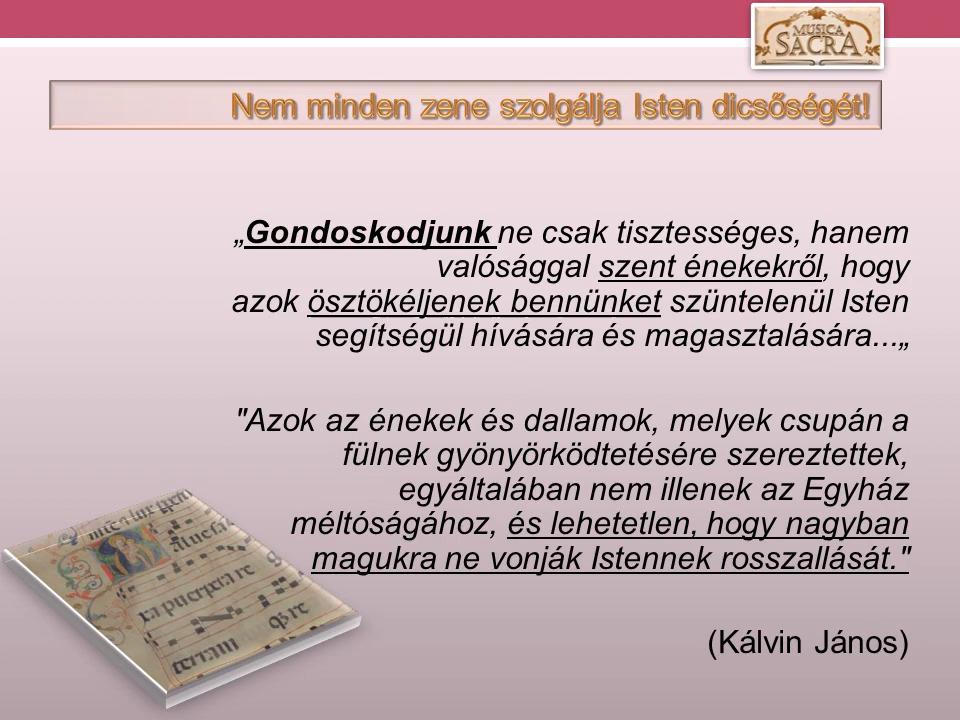 MUSICA
SACRA
Nem minden zene szolgálja Isten dicsőségét!
„Gondoskodjunk ne csak tisztességes, hanem
valósággal szent énekekről, hogy
azok ösztökéljenek bennünket szüntelenül Isten
segítségül hívására és magasztalására...„
"Azok az énekek és dallamok, melyek csupán a
fülnek gyönyörködtetésére szereztettek,
egyáltalában nem illenek az Egyház
méltóságához, és lehetetlen, hogy nagyban
magukra ne vonják Istennek rosszallását."
(Kálvin János)